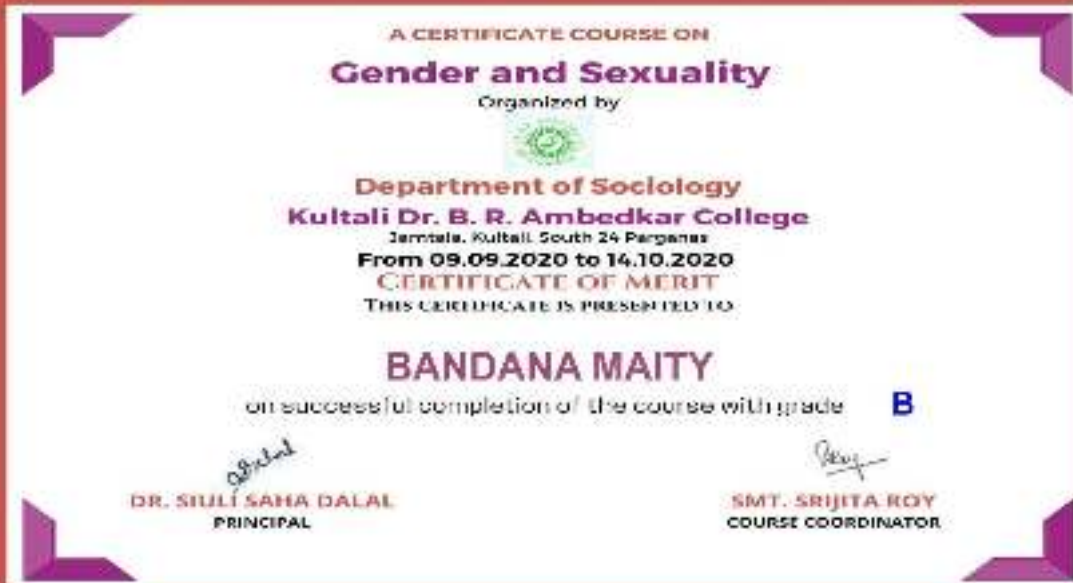 A CERTIFICATE COURSE ON
Gender and Sexuality
Organized by
Department of Sociology
Kultali Dr. B. R. Ambedkar College
Jamtala, Kultali, South 24 Parganas
From 09.09.2020 to 14.10.2020
CERTIFICATE OF MERIT
THIS CERTIFICATE IS PRESENTED TO
BANDANA MAITY
on successful completion of the course with grade B
DR. SIULI SAHA DALAL
PRINCIPAL
SMT. SRIJITA ROY
COURSE COORDINATOR